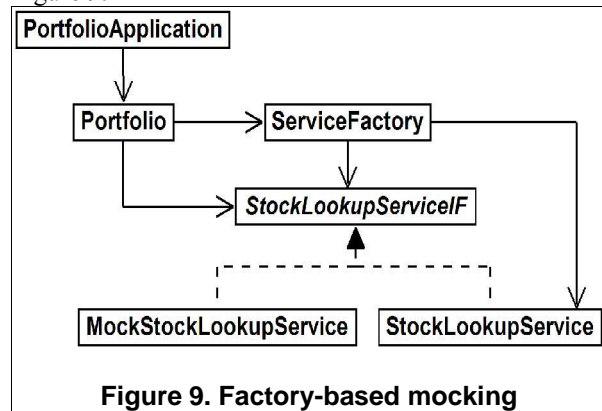 PortfolioApplication
Portfolio
ServiceFactory
StockLookupServiceIF
MockStockLookupService
StockLookupService
Figure 9. Factory-based mocking